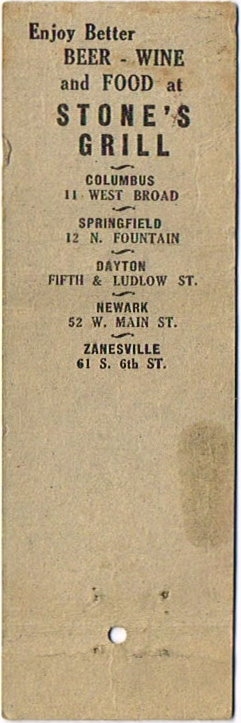 Enjoy Better
BEER - WINE
and FOOD at
STONE'S
GRILL
COLUMBUS
11 WEST BROAD
SPRINGFIELD
12 N. FOUNTAIN
DAYTON
FIFTH & LUDLOW ST.
NEWARK
52 W. MAIN ST.
ZANESVILLE
61 S. 6th ST.